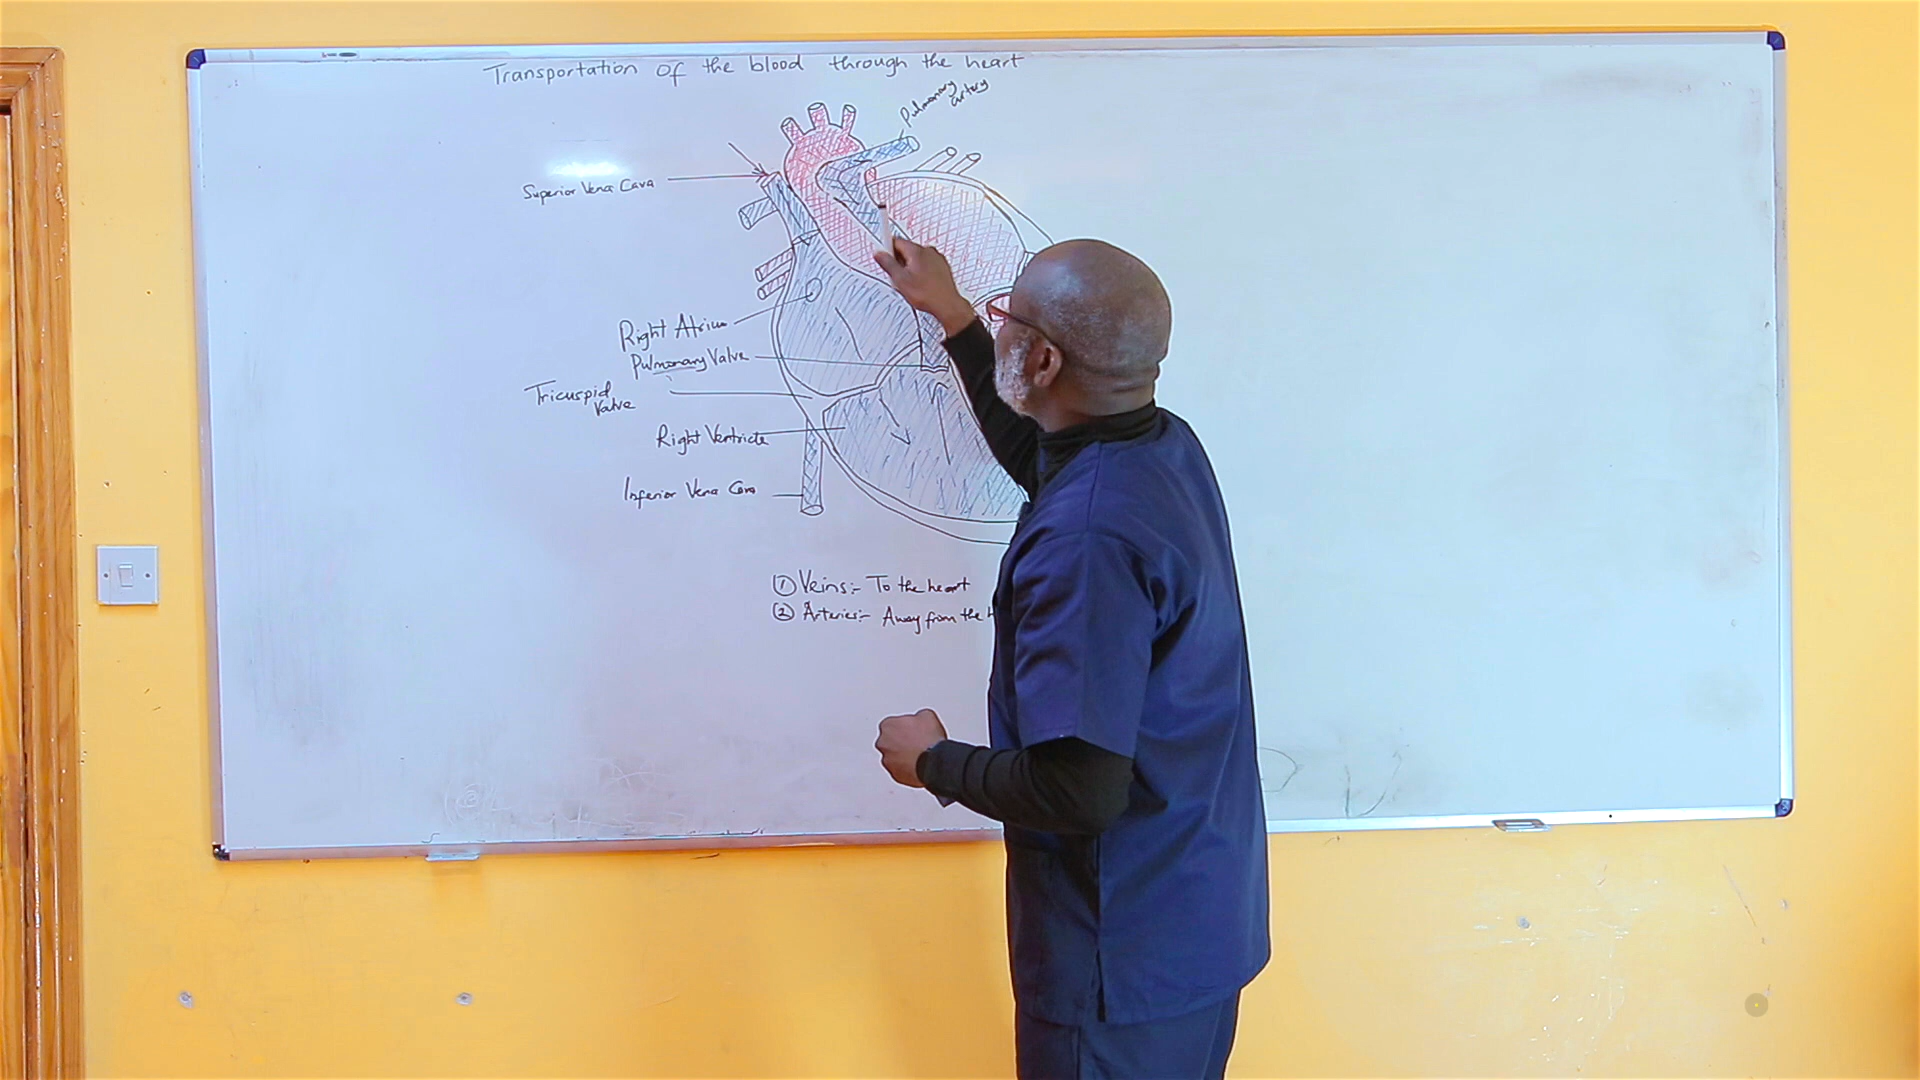 Transportation of the blood through the heart
Pulmonary
artery
Superior Vena Cava
Right Atrium
Pulmonary Valve
Tricuspid
Valve
Right Ventricle
Inferior Vena Cava
① Veins:- To the heart
② Arteries:- Away from the